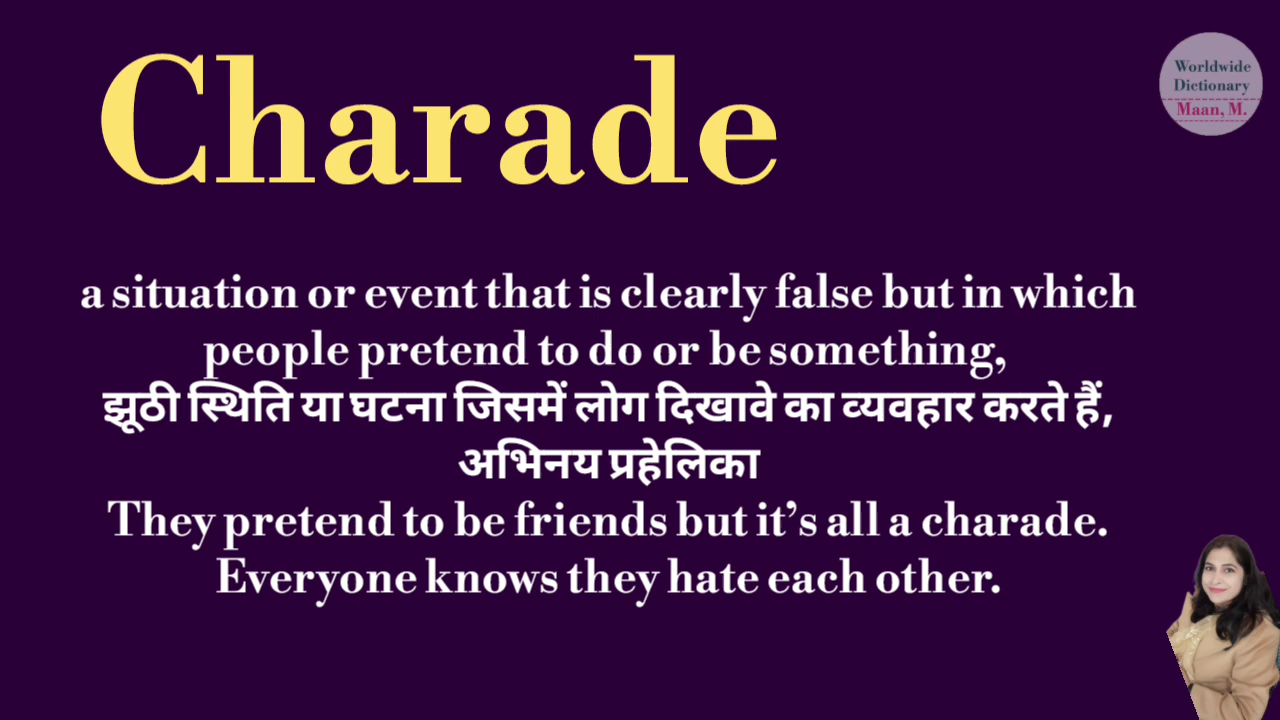 Charade
Worldwide
Dictionary
Maan, M.
a situation or event that is clearly false but in which
people pretend to do or be something,
झूठी स्थिति या घटना जिसमें लोग दिखावे का व्यवहार करते हैं,
अभिनय प्रहेलिका
They pretend to be friends but it’s all a charade.
Everyone knows they hate each other.